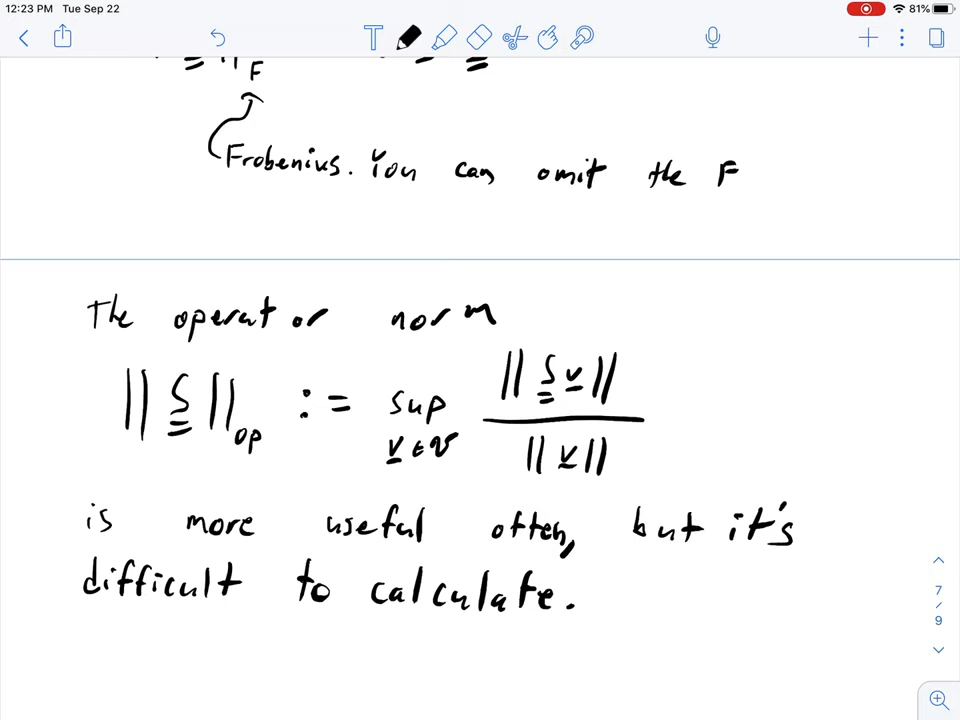 12:23 PM Tue Sep 22 81%
T
F
Frobenius. You can omit the F
The operator norm
||S̳||op := sup v̲ ∈ 𝒱 ||S̳v̲|| / ||v̲||
is more useful often, but it's
difficult to calculate.
7
/
9